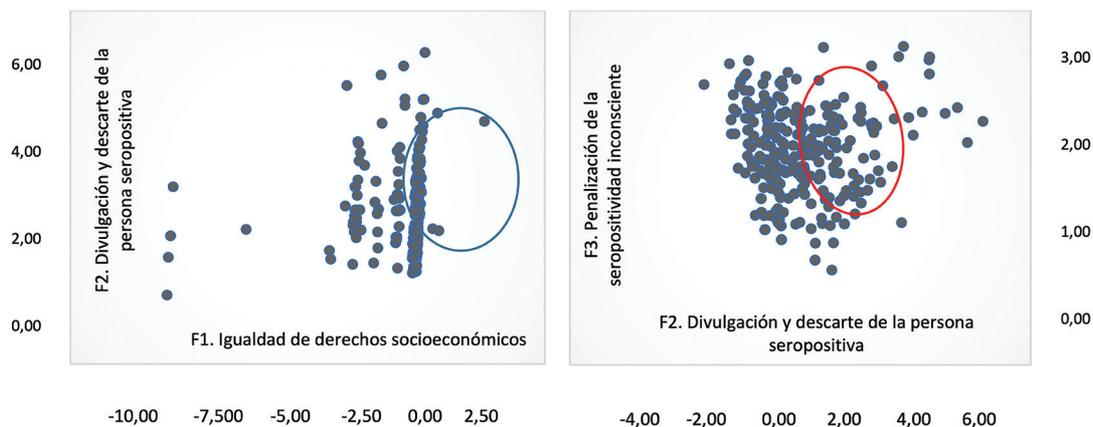 6,00
4,00
2,00
0,00
F2. Divulgación y descarte de la
persona seropositiva
F1. Igualdad de derechos socioeconómicos
-10,00 -7,500 -5,00 -2,50 0,00 2,50
F3. Penalización de la
seropositividad inconsciente
F2. Divulgación y descarte de la persona
seropositiva
3,00
2,00
1,00
0,00
-4,00 -2,00 0,00 2,00 4,00 6,00